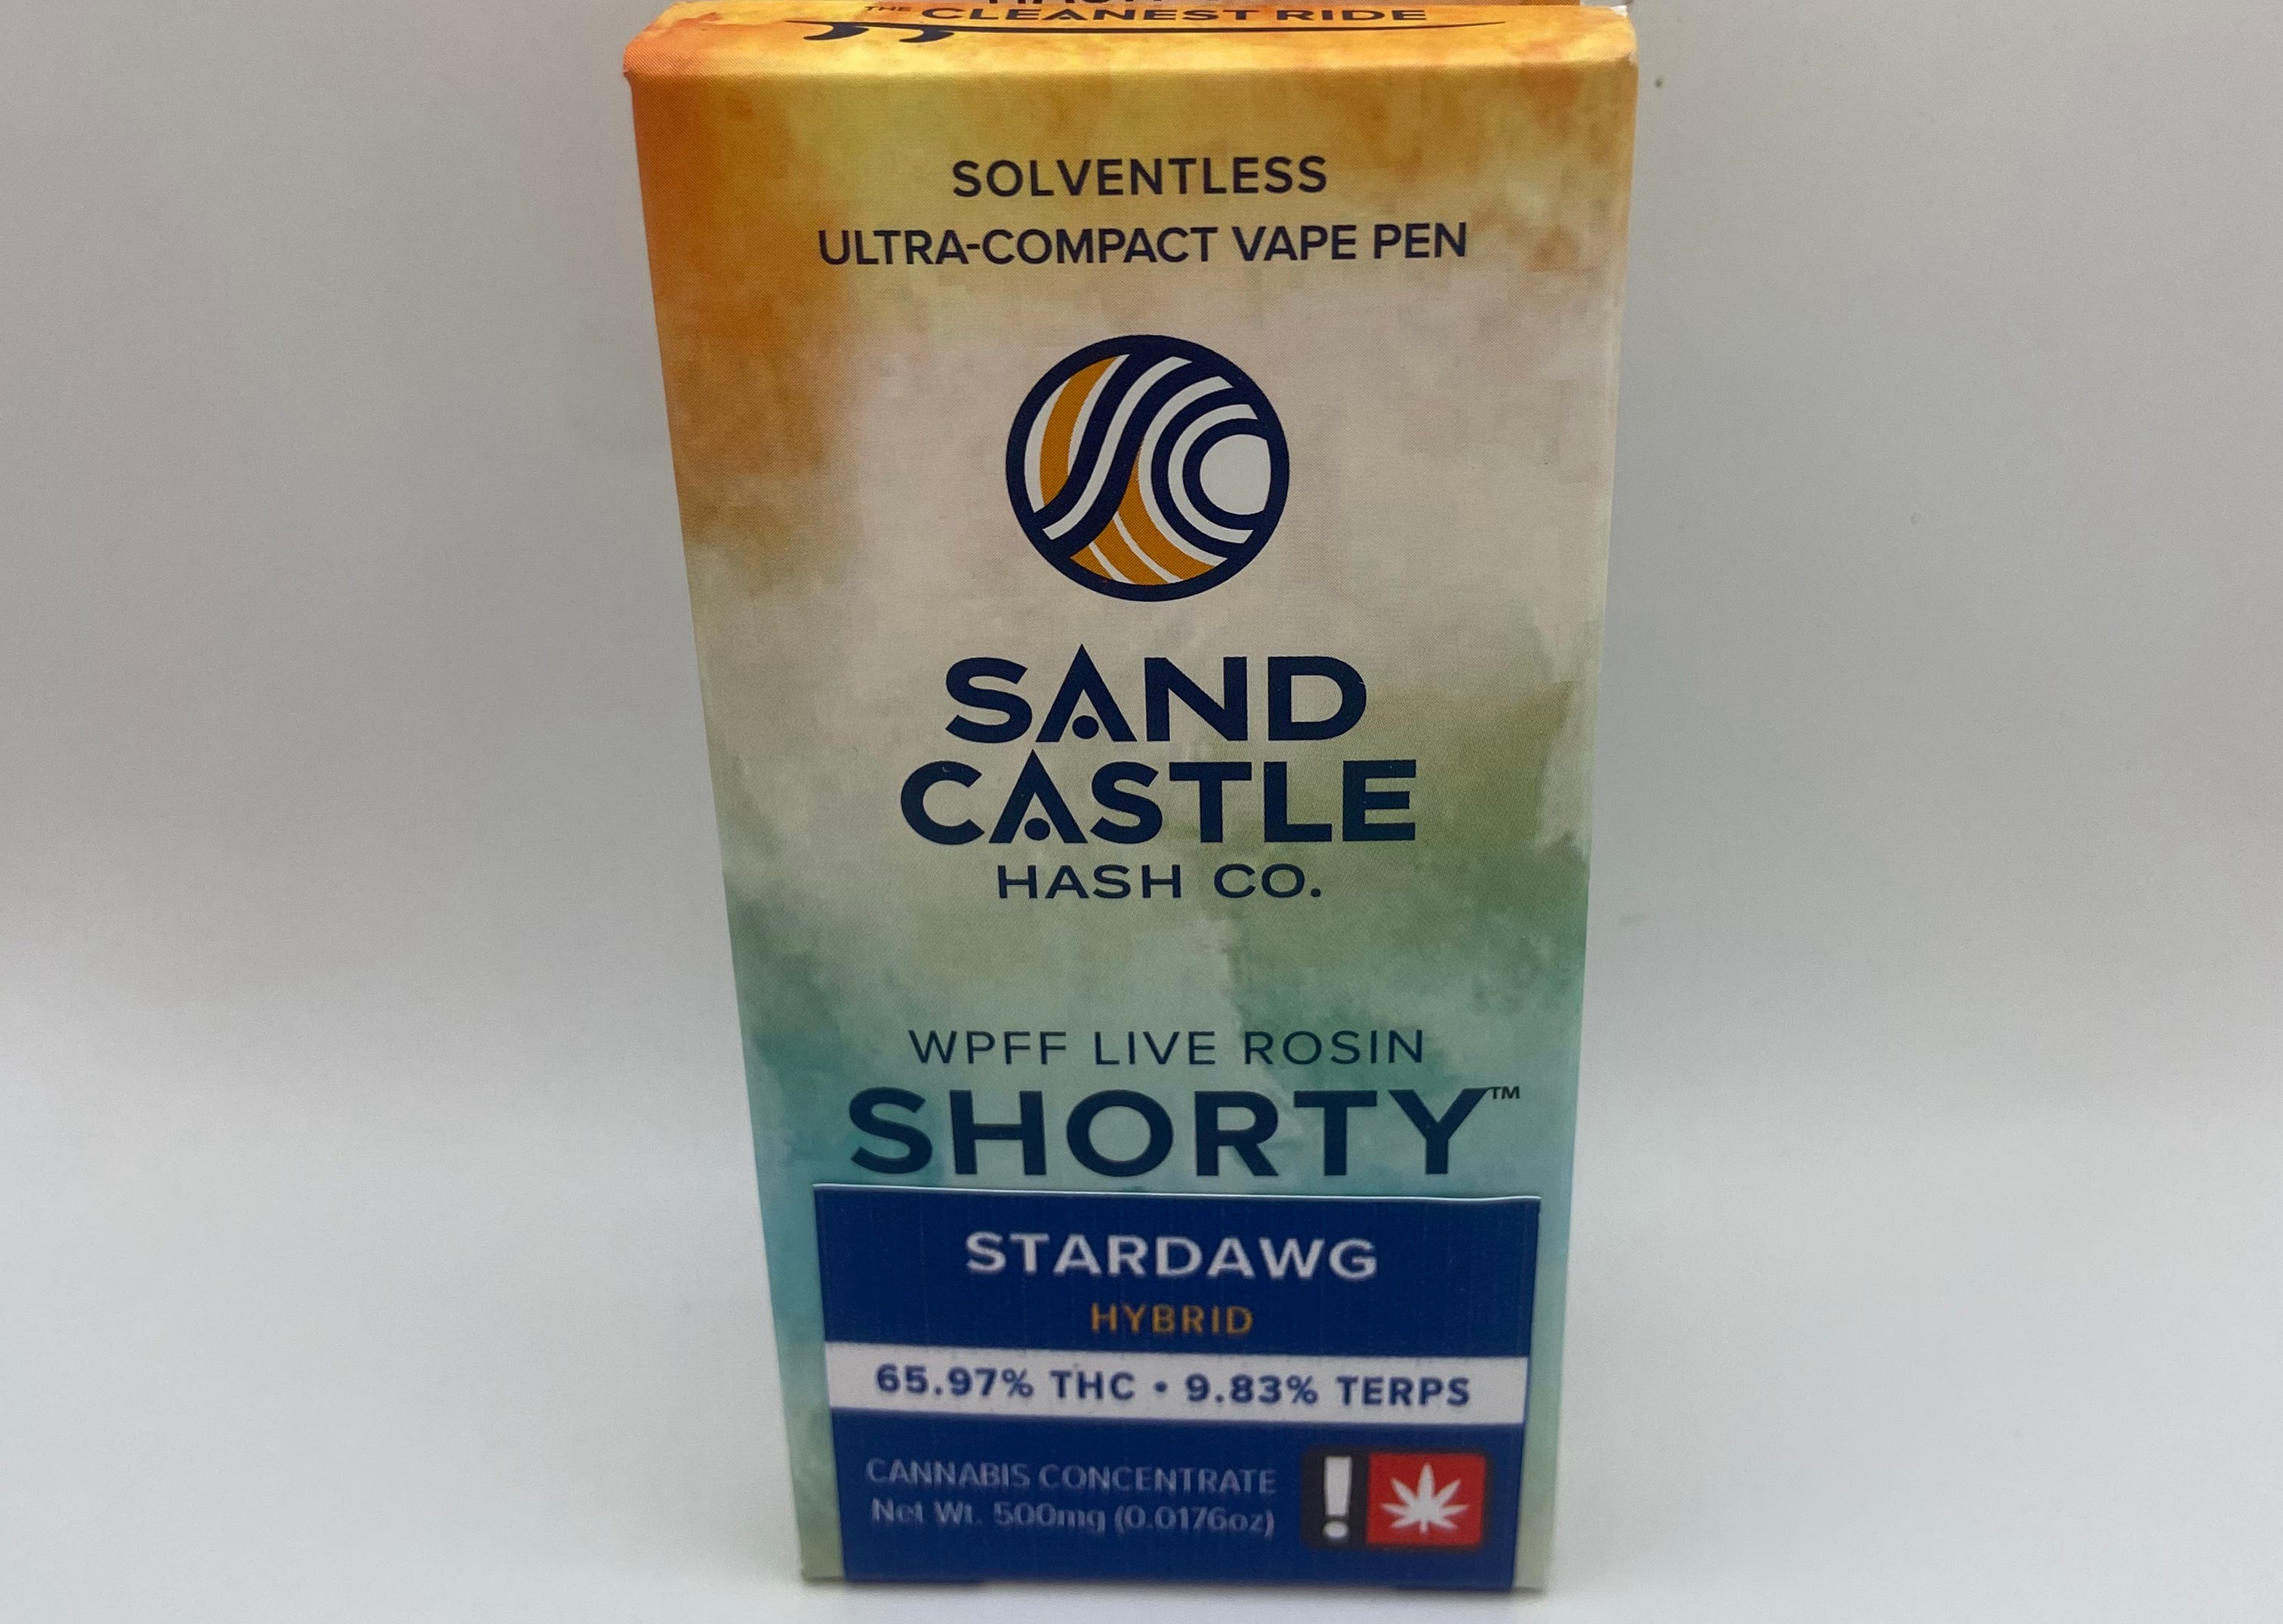 THE CLEANEST RIDE
SOLVENTLESS
ULTRA-COMPACT VAPE PEN
SAND
CASTLE
HASH CO.
WPFF LIVE ROSIN
SHORTY™
STARDAWG
HYBRID
65.97% THC • 9.83% TERPS
CANNABIS CONCENTRATE
Net Wt. 500mg (0.0176oz)
!